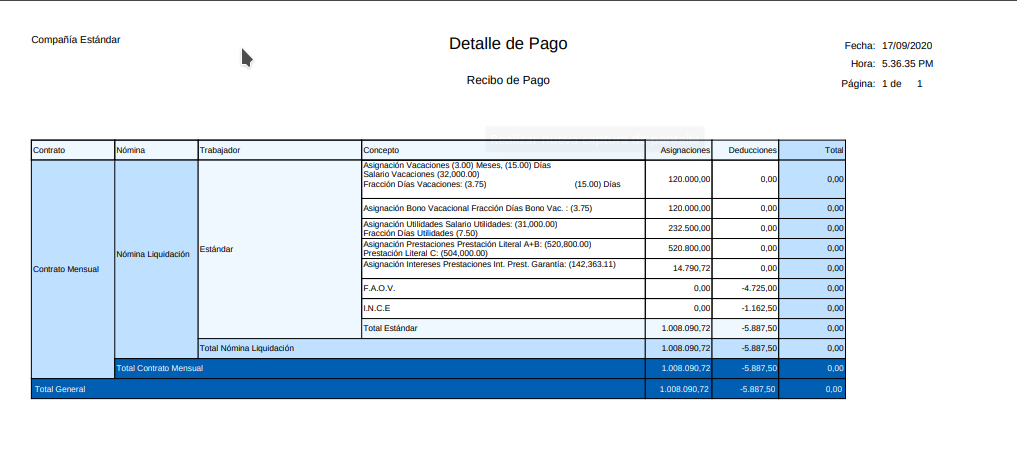 Compañía Estándar
Detalle de Pago
Recibo de Pago
Fecha: 17/09/2020
Hora: 5.36.35 PM
Página: 1 de 1
Contrato Nómina Trabajador Concepto Asignaciones Deducciones Total
Contrato Mensual
Nómina Liquidación
Estándar
Asignación Vacaciones (3.00) Meses, (15.00) Días
Salario Vacaciones (32,000.00)
Fracción Días Vacaciones: (3.75) (15.00) Días
120.000,00 0,00 0,00
Asignación Bono Vacacional Fracción Días Bono Vac. : (3.75) 120.000,00 0,00 0,00
Asignación Utilidades Salario Utilidades: (31,000.00)
Fracción Días Utilidades (7.50)
232.500,00 0,00 0,00
Asignación Prestaciones Prestación Literal A+B: (520,800.00)
Prestación Literal C: (504,000.00)
520.800,00 0,00 0,00
Asignación Intereses Prestaciones Int. Prest. Garantía: (142,363.11) 14.790,72 0,00 0,00
F.A.O.V. 0,00 -4.725,00 0,00
I.N.C.E 0,00 -1.162,50 0,00
Total Estándar 1.008.090,72 -5.887,50 0,00
Total Nómina Liquidación 1.008.090,72 -5.887,50 0,00
Total Contrato Mensual 1.008.090,72 -5.887,50 0,00
Total General 1.008.090,72 -5.887,50 0,00